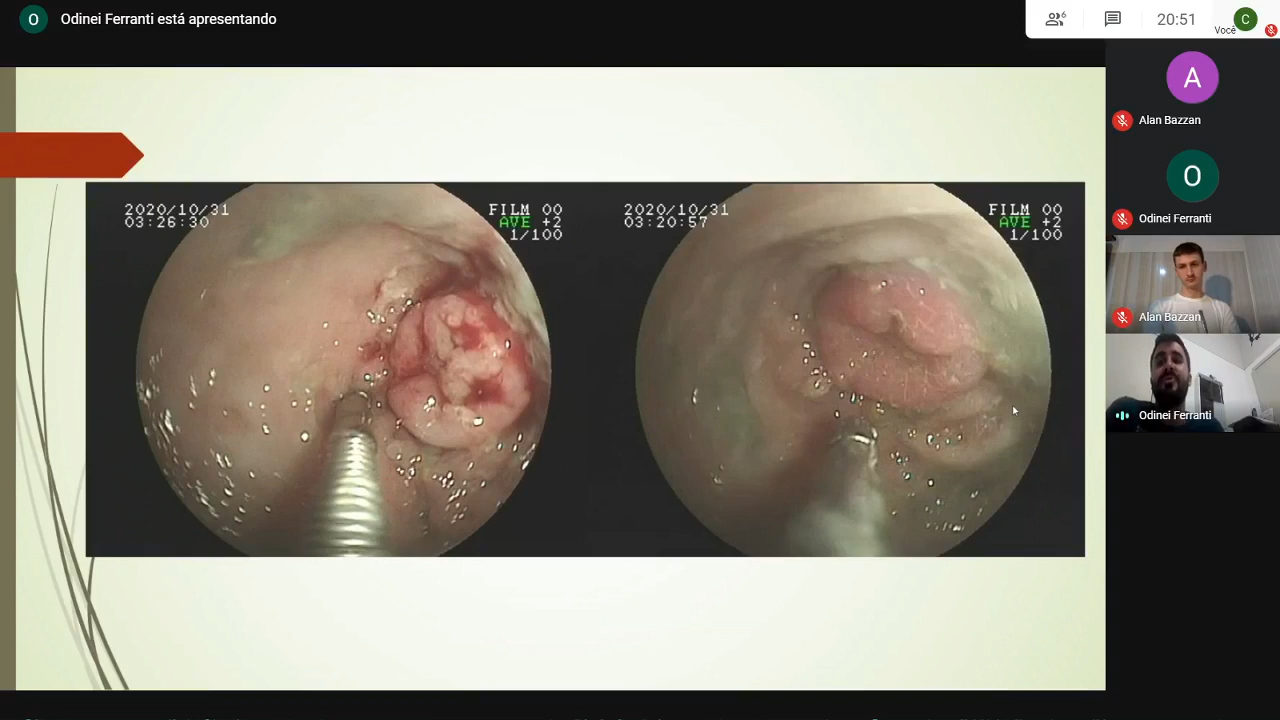 O Odinei Ferranti está apresentando
6
20:51
Você
C
2020/10/31
03:26:30
FILM 00
AVE +2
1/100
2020/10/31
03:20:57
FILM 00
AVE +2
1/100
A
Alan Bazzan
O
Odinei Ferranti
Alan Bazzan
Odinei Ferranti